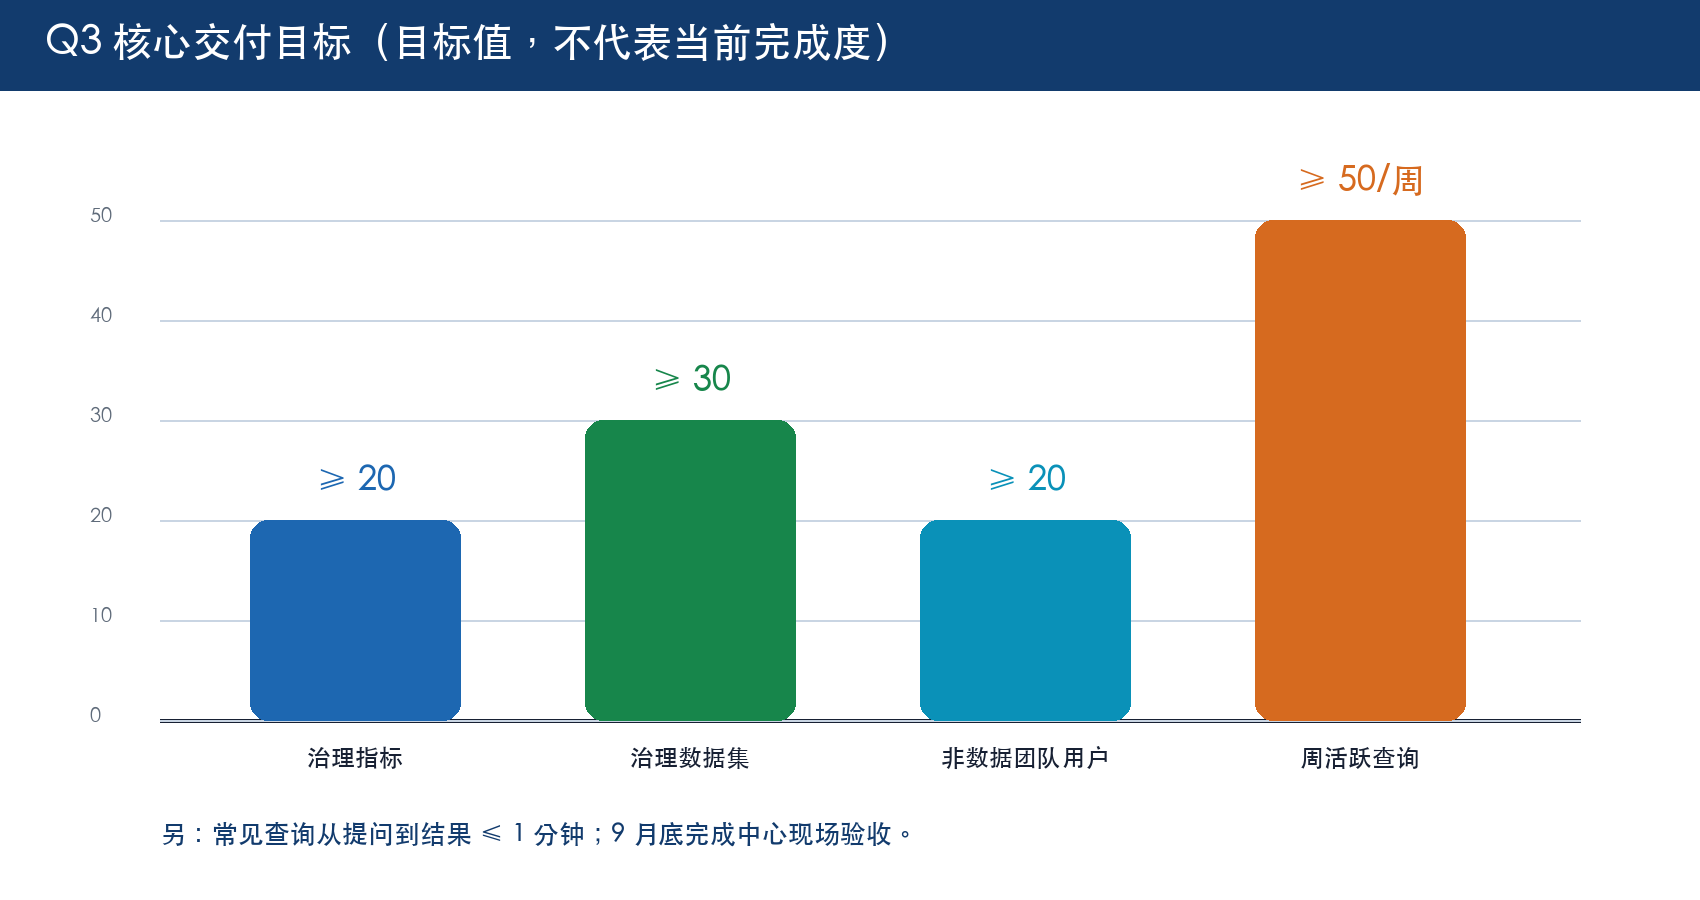 Q3 核心交付目标（目标值，不代表当前完成度）
≥ 50/周
50
40
≥ 30
30
≥ 20
≥ 20
20
10
0
治理指标
治理数据集
非数据团队用户
周活跃查询
另：常见查询从提问到结果 ≤ 1 分钟；9 月底完成中心现场验收。